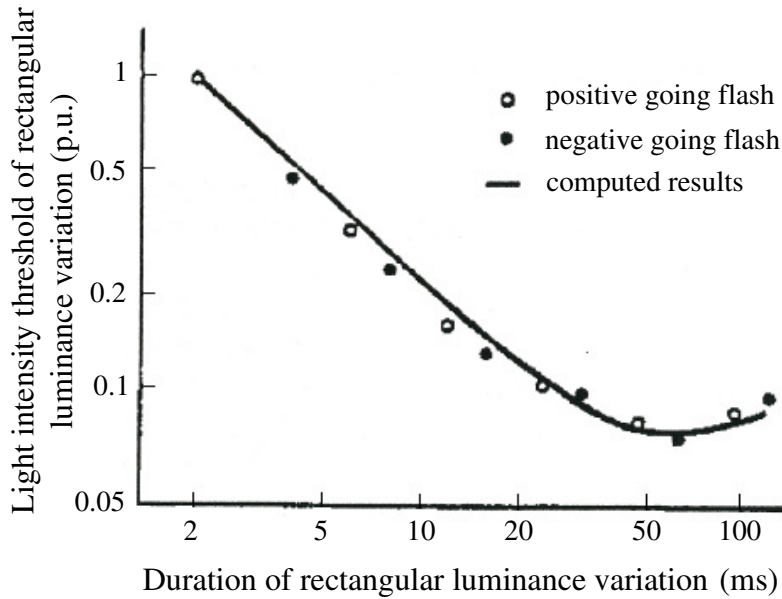 Light intensity threshold of rectangular
luminance variation (p.u.)
1
0.5
0.2
0.1
0.05
positive going flash
negative going flash
computed results
2 5 10 20 50 100
Duration of rectangular luminance variation (ms)